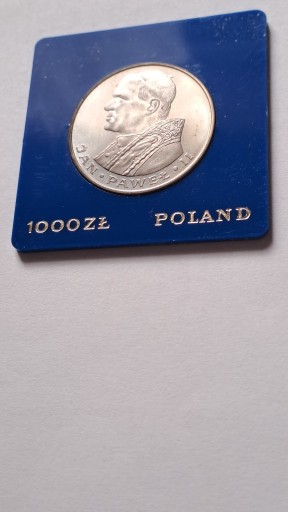 JAN • PAWEŁ • II
1000 ZŁ POLAND